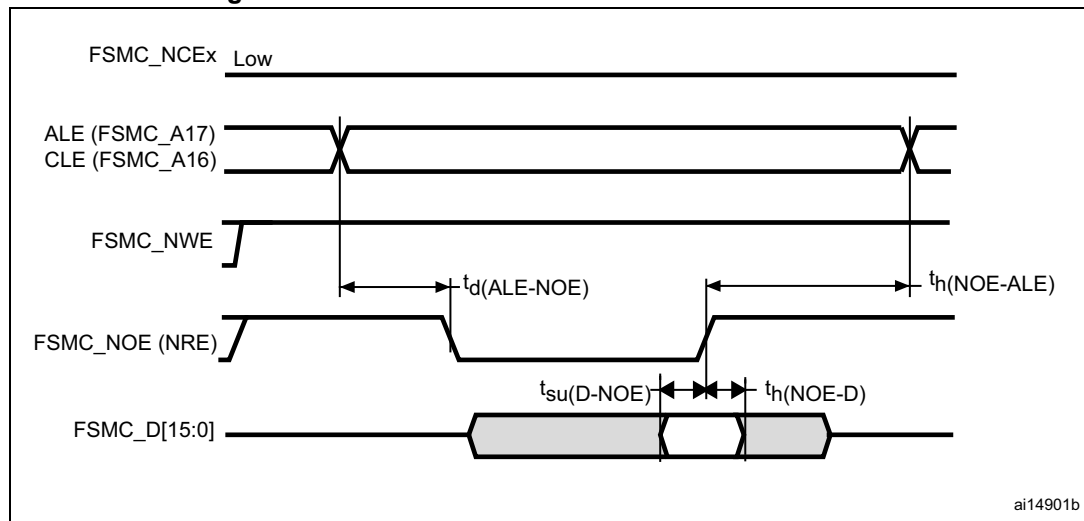 FSMC_NCEx Low
ALE (FSMC_A17)
CLE (FSMC_A16)
FSMC_NWE
td(ALE-NOE)
th(NOE-ALE)
FSMC_NOE (NRE)
tsu(D-NOE)
th(NOE-D)
FSMC_D[15:0]
ai14901b